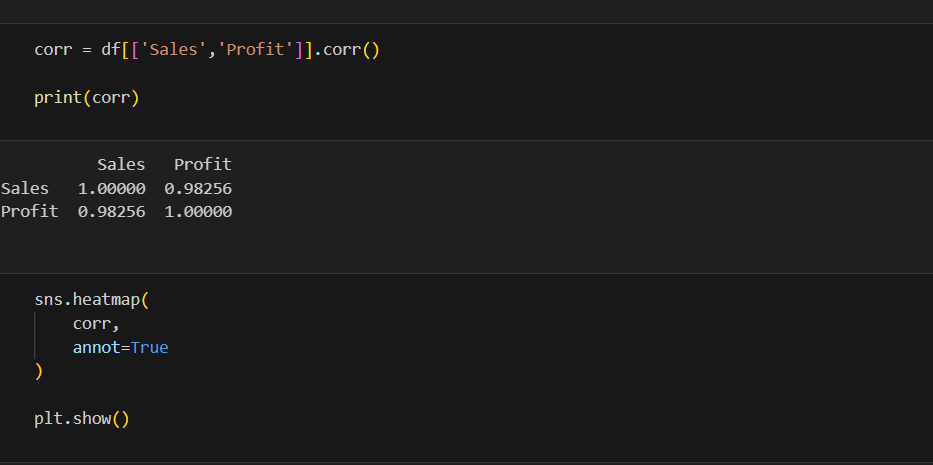 corr = df[['Sales','Profit']].corr()
print(corr)
Sales Profit
Sales 1.00000 0.98256
Profit 0.98256 1.00000
sns.heatmap(
corr,
annot=True
)
plt.show()